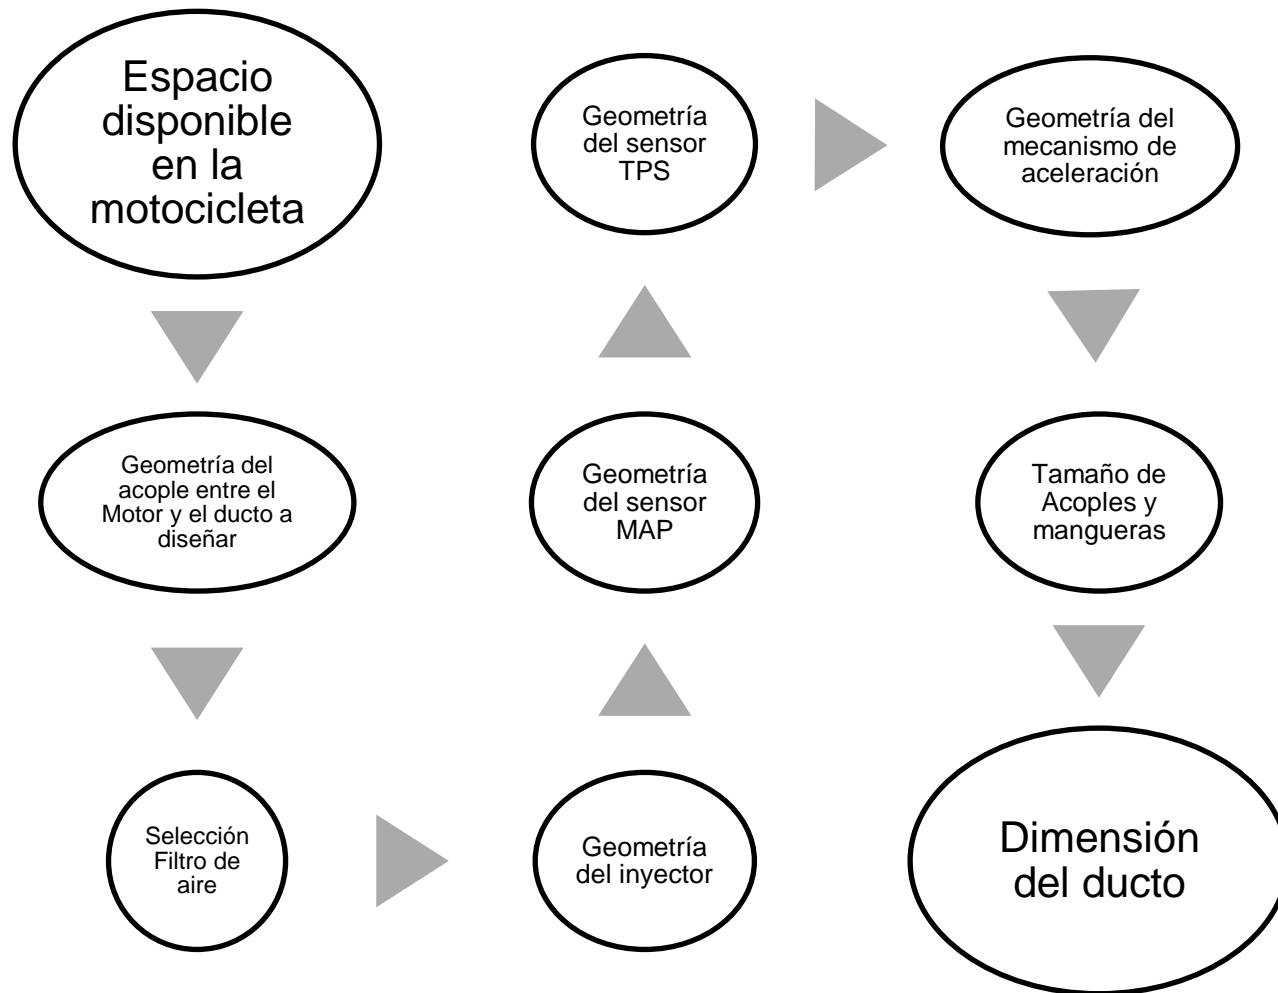 Espacio
disponible
en la
motocicleta
Geometría del
acople entre el
Motor y el ducto a
diseñar
Selección
Filtro de
aire
Geometría
del inyector
Geometría
del sensor
MAP
Geometría
del sensor
TPS
Geometría del
mecanismo de
aceleración
Tamaño de
Acoples y
mangueras
Dimensión
del ducto